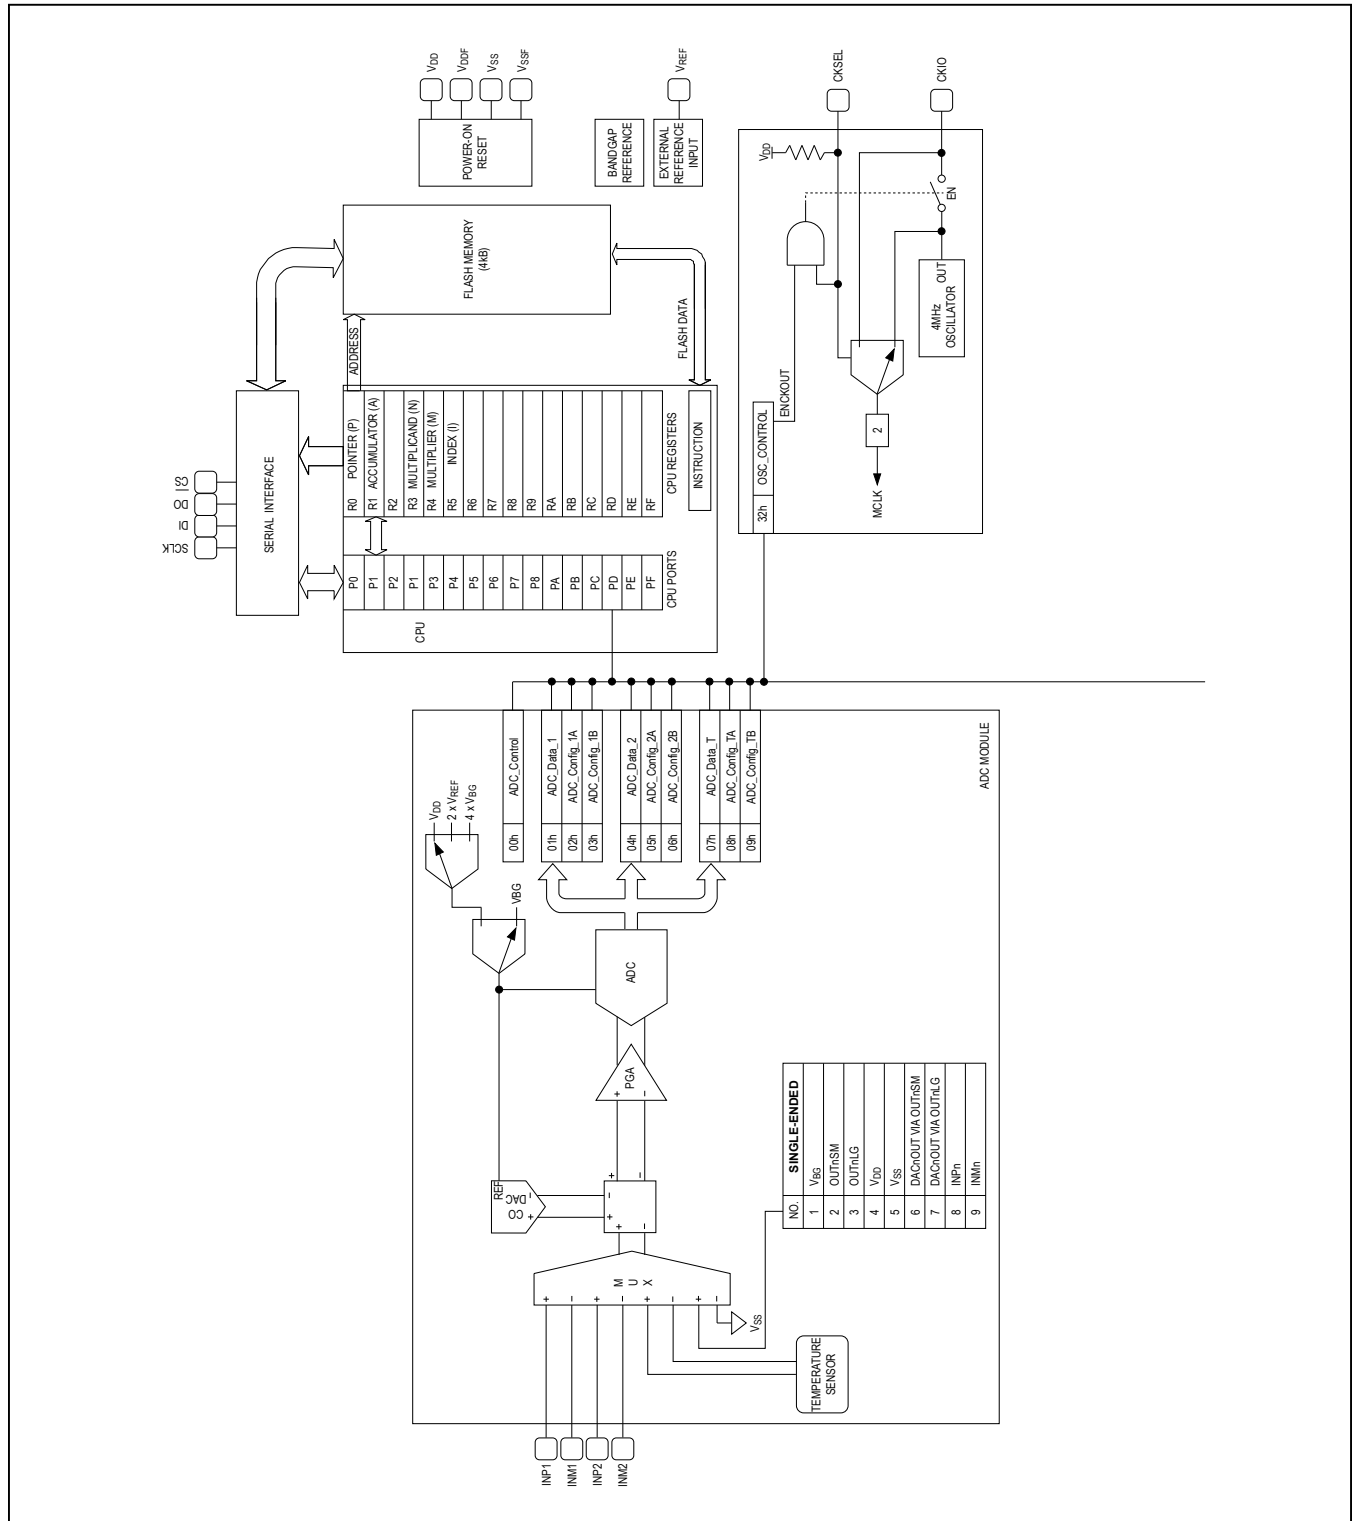 VDD
VDDF
VSS
VSSF
POWER-ON
RESET
BANDGAP
REFERENCE
VREF
EXTERNAL
REFERENCE
INPUT
CKSEL
CKIO
VDD
EN
OUT
4MHz
OSCILLATOR
ENCKOUT
32h OSC_CONTROL
2
MCLK
FLASH MEMORY
(4kB)
ADDRESS
FLASH DATA
SCLK
DI
DO
CS
SERIAL INTERFACE
R0 POINTER (P)
R1 ACCUMULATOR (A)
R2
R3 MULTIPLICAND (N)
R4 MULTIPLIER (M)
R5 INDEX (I)
R6
R7
R8
R9
RA
RB
RC
RD
RE
RF
CPU REGISTERS
INSTRUCTION
P0
P1
P2
P1
P3
P4
P5
P6
P7
P8
PA
PB
PC
PD
PE
PF
CPU PORTS
CPU
00h ADC_Control
01h ADC_Data_1
02h ADC_Config_1A
03h ADC_Config_1B
04h ADC_Data_2
05h ADC_Config_2A
06h ADC_Config_2B
07h ADC_Data_T
08h ADC_Config_TA
09h ADC_Config_TB
ADC MODULE
VDD
2 x VREF
4 x VBG
VBG
ADC
PGA
+
–
+
–
REF
CO DAC
+ –
+ –
+
–
M
U
X
+
–
+
–
+
–
+
–
VSS
TEMPERATURE
SENSOR
INP1
INM1
INP2
INM2
NO. SINGLE-ENDED
1 VBG
2 OUTnSM
3 OUTnLG
4 VDD
5 VSS
6 DACnOUT VIA OUTnSM
7 DACnOUT VIA OUTnLG
8 INPn
9 INMn